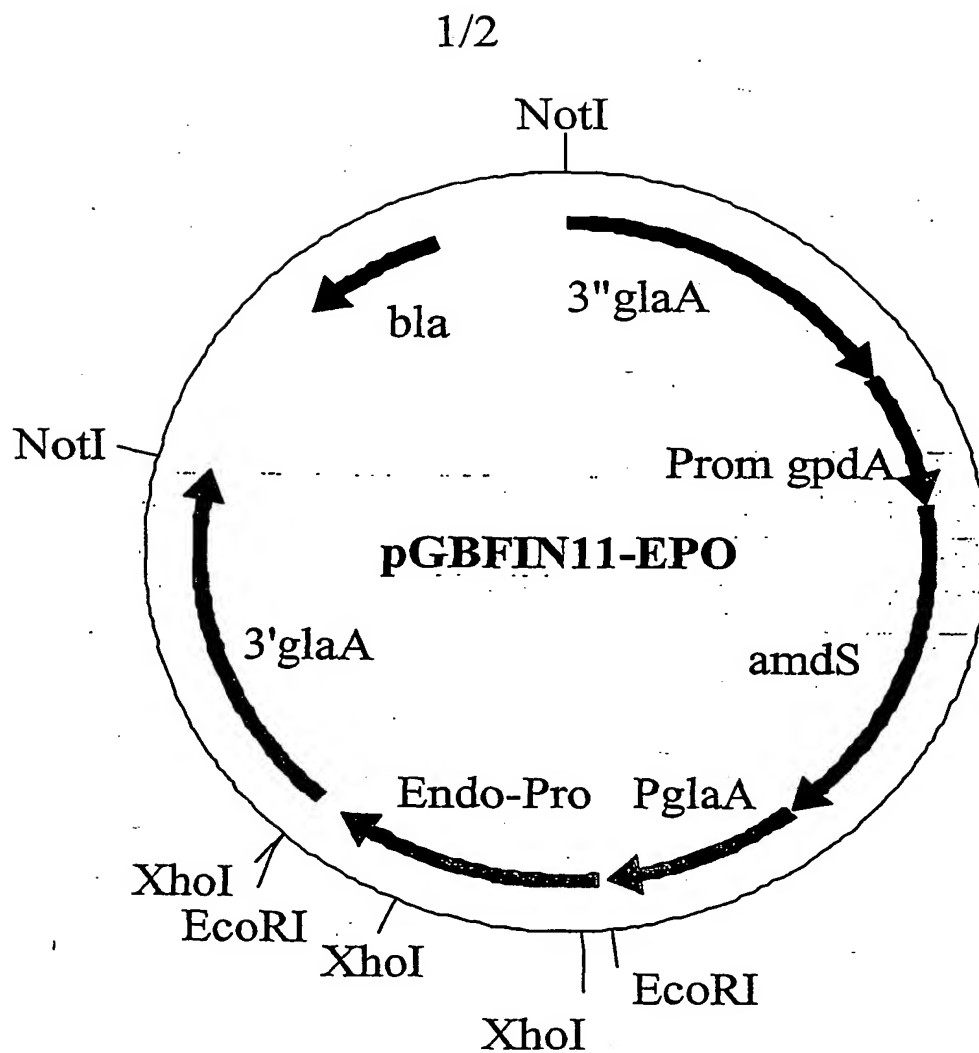 1/2
NotI
3"glaA
bla
NotI
Prom gpdA
pGBFIN11-EPO
3'glaA
amdS
Endo-Pro
PglaA
XhoI
EcoRI
XhoI
EcoRI
XhoI